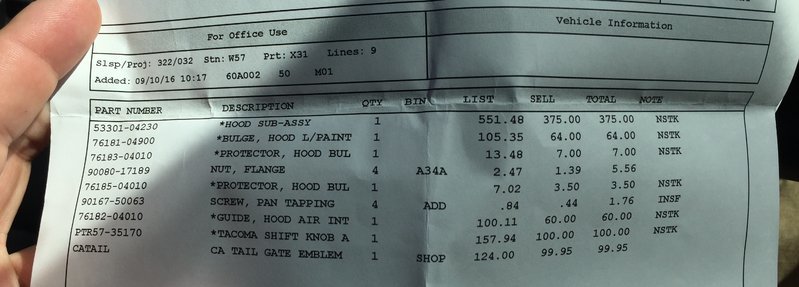 For Office Use
Vehicle Information
Slsp/Proj: 322/032 Stn: W57 Prt: X31 Lines: 9
Added: 09/10/16 10:17 60A002 50 M01
PART NUMBER DESCRIPTION QTY BIN LIST SELL TOTAL NOTE
53301-04230 *HOOD SUB-ASSY 1 551.48 375.00 375.00 NSTK
76181-04900 *BULGE, HOOD L/PAINT 1 105.35 64.00 64.00 NSTK
76183-04010 *PROTECTOR, HOOD BUL 1 13.48 7.00 7.00 NSTK
90080-17189 NUT, FLANGE 4 A34A 2.47 1.39 5.56
76185-04010 *PROTECTOR, HOOD BUL 1 7.02 3.50 3.50 NSTK
90167-50063 SCREW, PAN TAPPING 4 ADD .84 .44 1.76 INSF
76182-04010 *GUIDE, HOOD AIR INT 1 100.11 60.00 60.00 NSTK
PTR57-35170 *TACOMA SHIFT KNOB A 1 157.94 100.00 100.00 NSTK
CATAIL CA TAIL GATE EMBLEM 1 SHOP 124.00 99.95 99.95